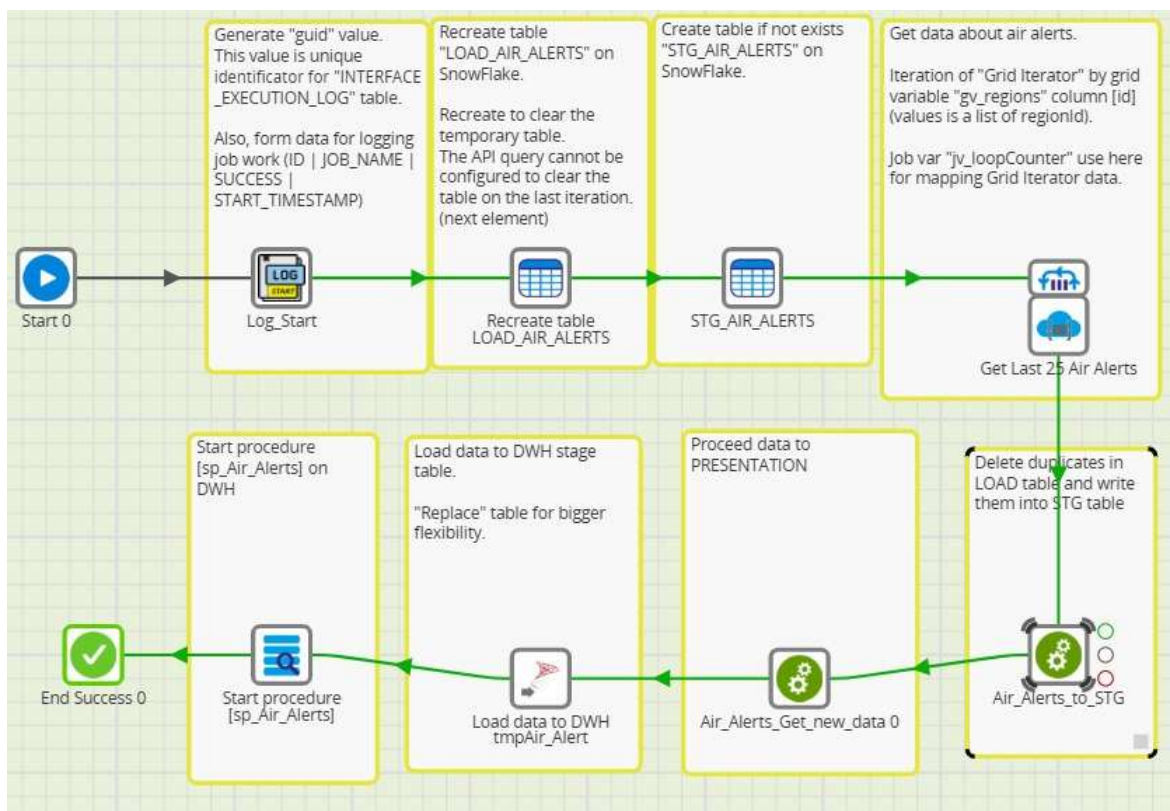 Generate "guid" value.
This value is unique
identificator for "INTERFACE
_EXECUTION_LOG" table.
Also, form data for logging
job work (ID | JOB_NAME |
SUCCESS |
START_TIMESTAMP)
Recreate table
"LOAD_AIR_ALERTS" on
SnowFlake.
Recreate to clear the
temporary table.
The API query cannot be
configured to clear the
table on the last iteration.
(next element)
Create table if not exists
"STG_AIR_ALERTS" on
SnowFlake.
Get data about air alerts.
Iteration of "Grid Iterator" by grid
variable "gv_regions" column [id]
(values is a list of regionId).
Job var "jv_loopCounter" use here
for mapping Grid Iterator data.
Start 0
LOG
START
Log_Start
Recreate table
LOAD_AIR_ALERTS
STG_AIR_ALERTS
Get Last 25 Air Alerts
Start procedure
[sp_Air_Alerts] on
DWH
Load data to DWH stage
table.
"Replace" table for bigger
flexibility.
Proceed data to
PRESENTATION
Delete duplicates in
LOAD table and write
them into STG table
End Success 0
Start procedure
[sp_Air_Alerts]
Load data to DWH
tmpAir_Alert
Air_Alerts_Get_new_data 0
Air_Alerts_to_STG